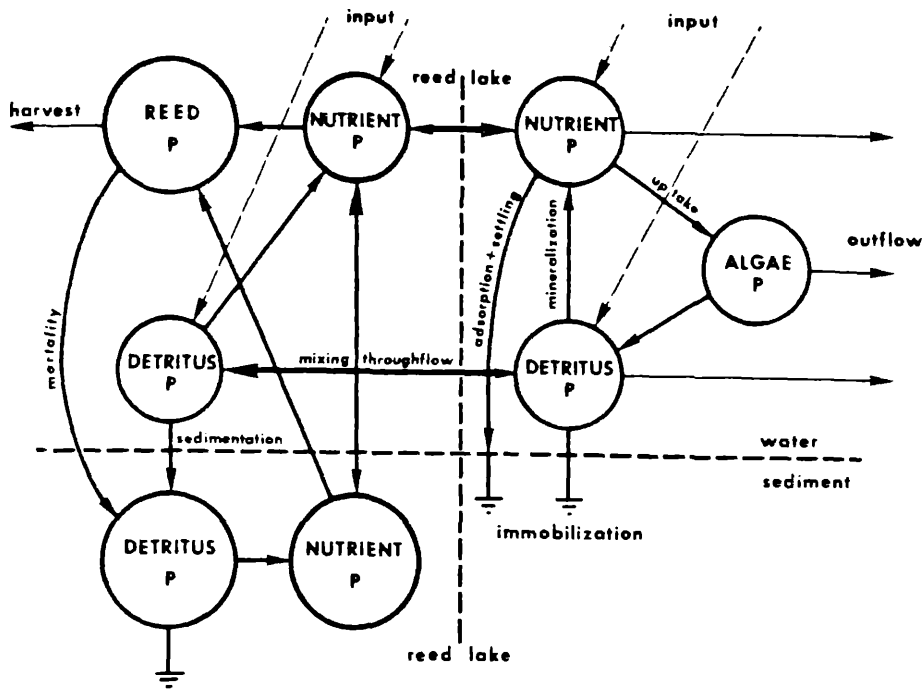 input
input
reed lake
harvest
REED
P
NUTRIENT
P
NUTRIENT
P
up take
adsorption + settling
mineralization
ALGAE
P
outflow
mortality
DETRITUS
P
mixing throughflow
DETRITUS
P
sedimentation
water
sediment
immobilization
DETRITUS
P
NUTRIENT
P
reed lake